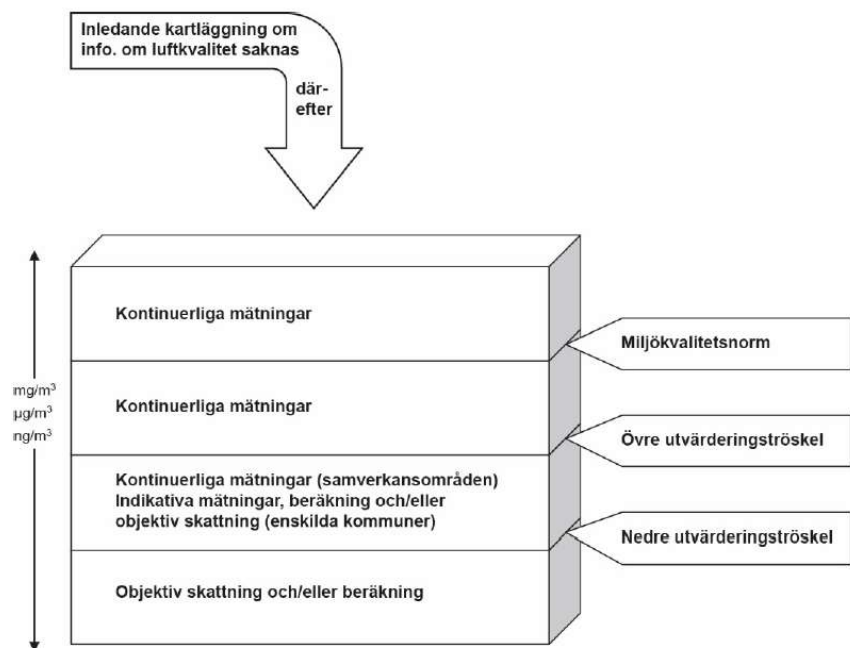 Inledande kartläggning om
info. om luftkvalitet saknas
där-
efter
Kontinuerliga mätningar
Miljökvalitetsnorm
mg/m³
µg/m³
ng/m³
Kontinuerliga mätningar
Övre utvärderingströskel
Kontinuerliga mätningar (samverkansområden)
Indikativa mätningar, beräkning och/eller
objektiv skattning (enskilda kommuner)
Nedre utvärderingströskel
Objektiv skattning och/eller beräkning